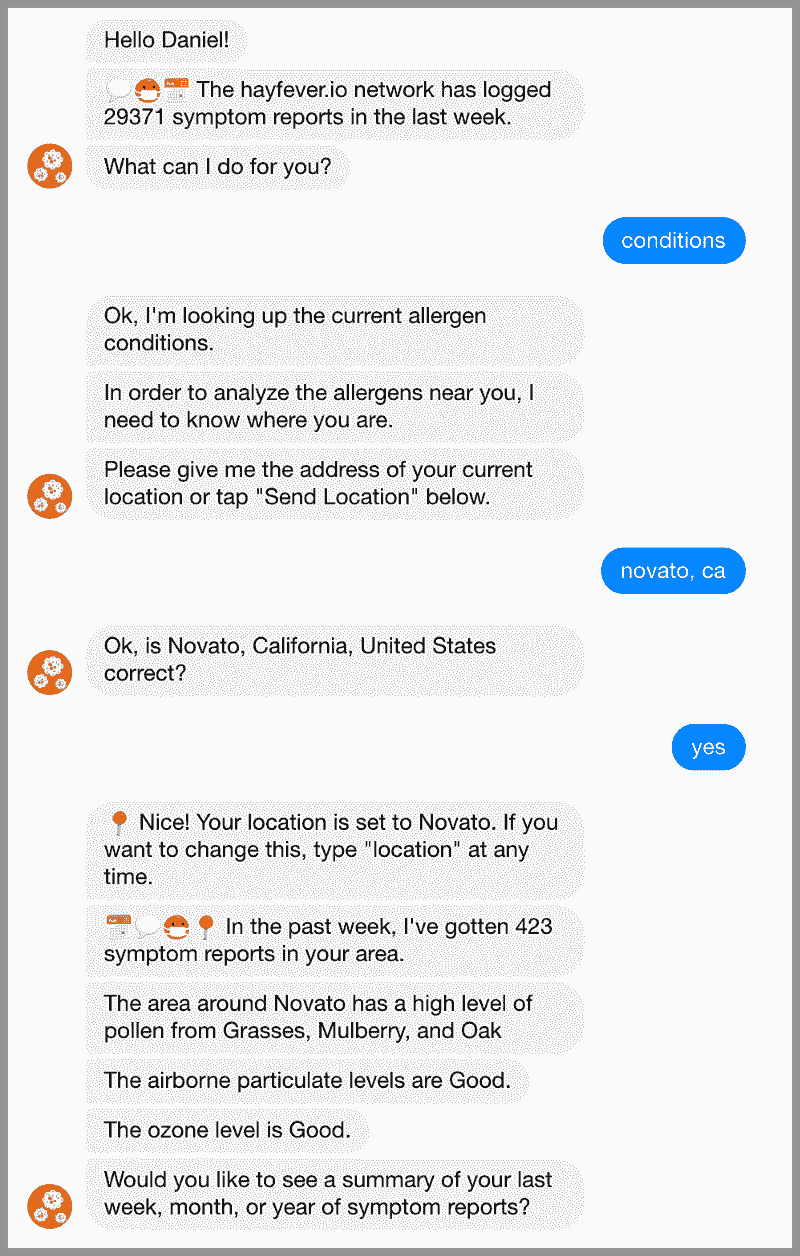 Hello Daniel!
The hayfever.io network has logged
29371 symptom reports in the last week.
What can I do for you?
conditions
Ok, I'm looking up the current allergen
conditions.
In order to analyze the allergens near you, I
need to know where you are.
Please give me the address of your current
location or tap "Send Location" below.
novato, ca
Ok, is Novato, California, United States
correct?
yes
Nice! Your location is set to Novato. If you
want to change this, type "location" at any
time.
In the past week, I've gotten 423
symptom reports in your area.
The area around Novato has a high level of
pollen from Grasses, Mulberry, and Oak
The airborne particulate levels are Good.
The ozone level is Good.
Would you like to see a summary of your last
week, month, or year of symptom reports?